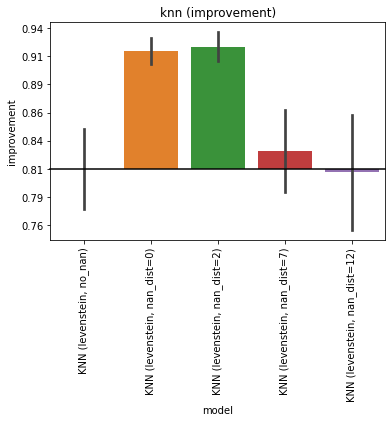 knn (improvement)
0.94
0.91
0.89
0.86
0.84
0.81
0.79
0.76
improvement
KNN (levenstein, no_nan)
KNN (levenstein, nan_dist=0)
KNN (levenstein, nan_dist=2)
KNN (levenstein, nan_dist=7)
KNN (levenstein, nan_dist=12)
model